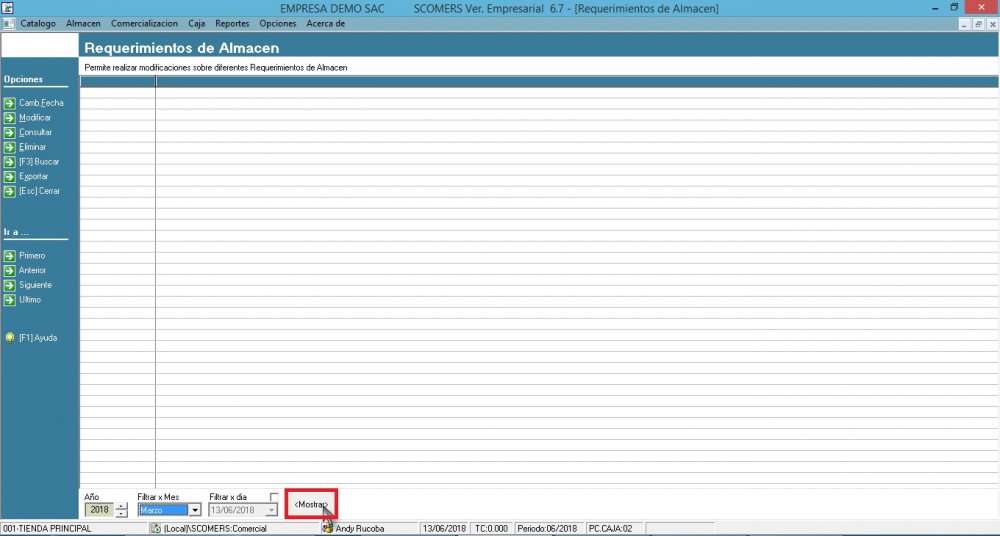 EMPRESA DEMO SAC SCOMERS Ver. Empresarial 6.7 - [Requerimientos de Almacen]
Catalogo Almacen Comercializacion Caja Reportes Opciones Acerca de
Requerimientos de Almacen
Permite realizar modificaciones sobre diferentes Requerimientos de Almacen
Opciones
Camb.Fecha
Modificar
Consultar
Eliminar
[F3] Buscar
Exportar
[Esc] Cerrar
Ir a ...
Primero
Anterior
Siguiente
Ultimo
[F1] Ayuda
Año Filtrar x Mes Filtrar x dia
2018 Marzo 13/06/2018 <Mostrar>
001-TIENDA PRINCIPAL (Local)\SCOMERS:Comercial Andy Rucoba 13/06/2018 TC:0.000 Periodo:06/2018 PC.CAJA:02